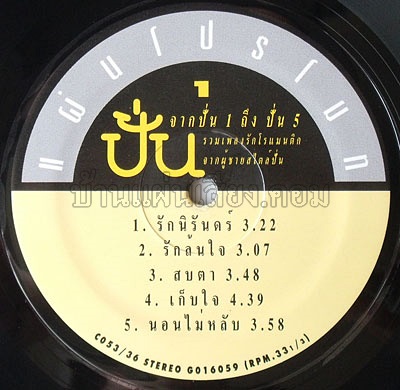 แผ่นโปรโมท
1
ปั่น
จากปั่น 1 ถึง ปั่น 5
รวมเพลงรักโรแมนติก
จากผู้ชายสไตล์ปั่น
บ้านแผ่นเสียง.คอม
1. รักนิรันดร์ 3.22
2. รักล้นใจ 3.07
3. สบตา 3.48
4. เก็บใจ 4.39
5. นอนไม่หลับ 3.58
CO53/36 STEREO G016059 (RPM.33 1/3)